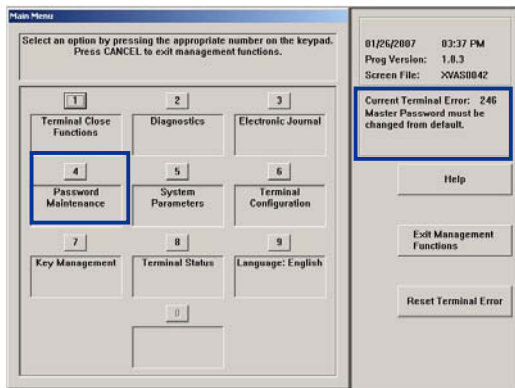 Main Menu
Select an option by pressing the appropriate number on the keypad.
Press CANCEL to exit management functions.
1
2
3
Terminal Close
Functions
Diagnostics
Electronic Journal
4
5
6
Password
Maintenance
System
Parameters
Terminal
Configuration
7
8
9
Key Management
Terminal Status
Language: English
0
01/26/2007 03:37 PM
Prog Version: 1.0.3
Screen File: XVAS0042
Current Terminal Error: 246
Master Password must be
changed from default.
Help
Exit Management
Functions
Reset Terminal Error